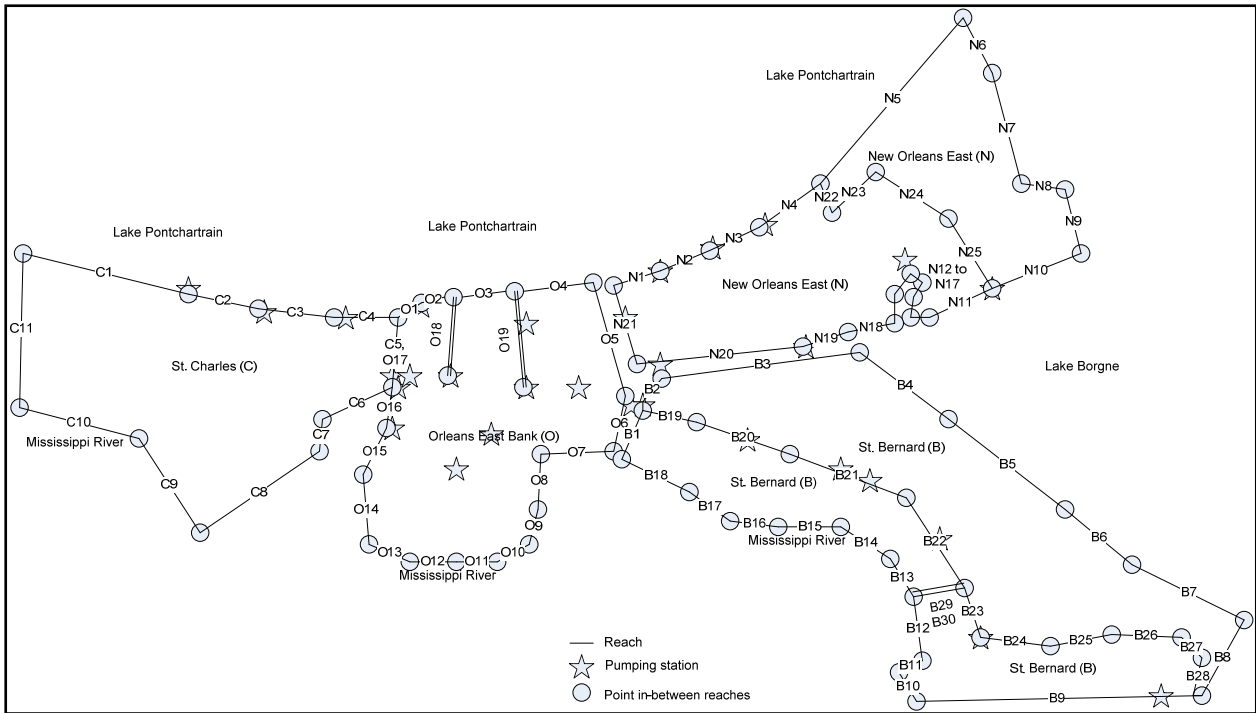 N6
Lake Pontchartrain
N5
N7
New Orleans East (N)
N8
N23
N22
N24
N4
N9
Lake Pontchartrain
Lake Pontchartrain
N3
N25
N2
C1
N1
N10
N12 to
N17
New Orleans East (N)
O4
O3
O2
C2
O1
C3
C4
N11
N21
N18
N19
C11
O18
O19
O5
C5,
O17
N20
St. Charles (C)
B3
Lake Borgne
B2
B4
C6
O16
B19
C10
O6
B1
Mississippi River
C7
Orleans East Bank (O)
B20
St. Bernard (B)
O15
O7
B5
B18
B21
O8
St. Bernard (B)
C9
C8
B17
O14
O9
B16
B15
Mississippi River
B14
B22
B6
O13
O12
O11
O10
Mississippi River
B13
B7
B29
B30
B23
B12
Reach
B24
B25
B26
B27
B8
Pumping station
B11
St. Bernard (B)
B28
B10
Point in-between reaches
B9